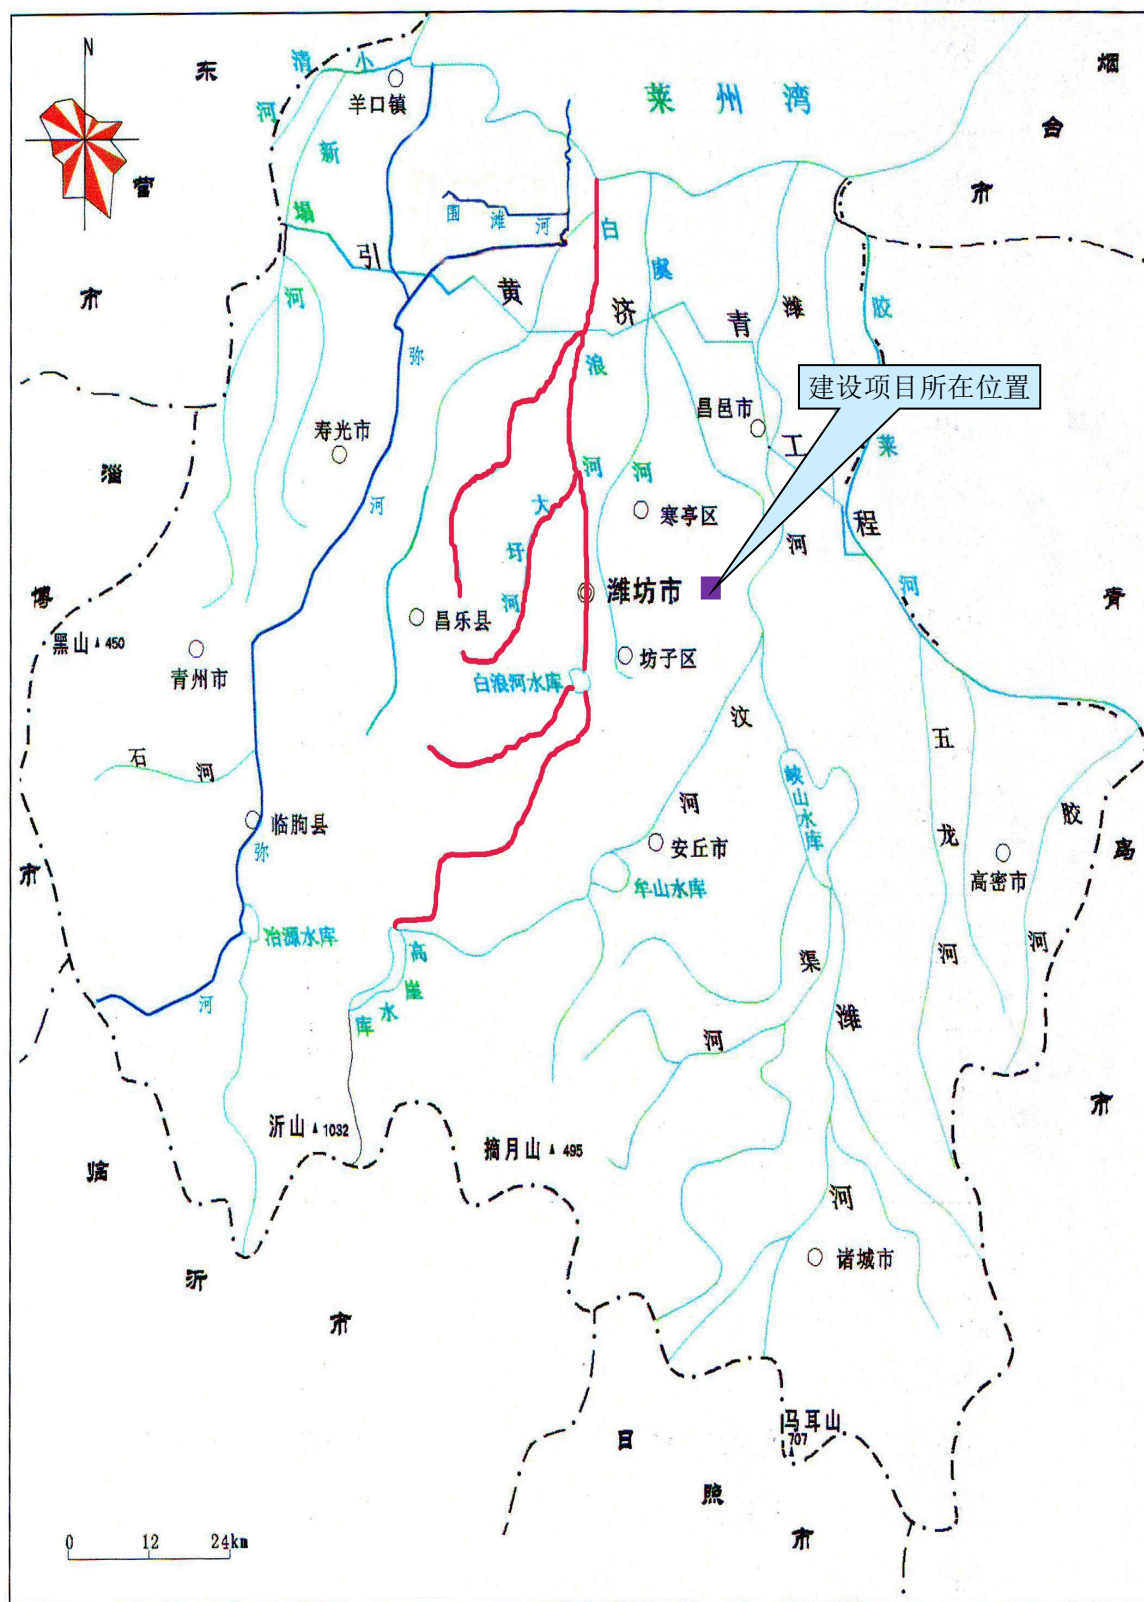 N
东
营
市
小
清
河
羊口镇
莱州湾
烟
台
市
新
塌
河
围滩河
引
黄
济
青
工
程
白
浪
河
虞
河
潍
河
胶
莱
河
弥
河
建设项目所在位置
昌邑市
寿光市
淄
博
市
大
圩
河
寒亭区
潍坊市
昌乐县
坊子区
白浪河水库
青
岛
市
黑山 450
青州市
石河
汶
河
峡山水库
五
龙
河
胶
河
临朐县
弥
河
安丘市
牟山水库
高密市
冶源水库
高
崖
水
库
渠
河
潍
河
沂山 1032
摘月山 495
临
沂
市
诸城市
马耳山
707
日
照
市
0 12 24km